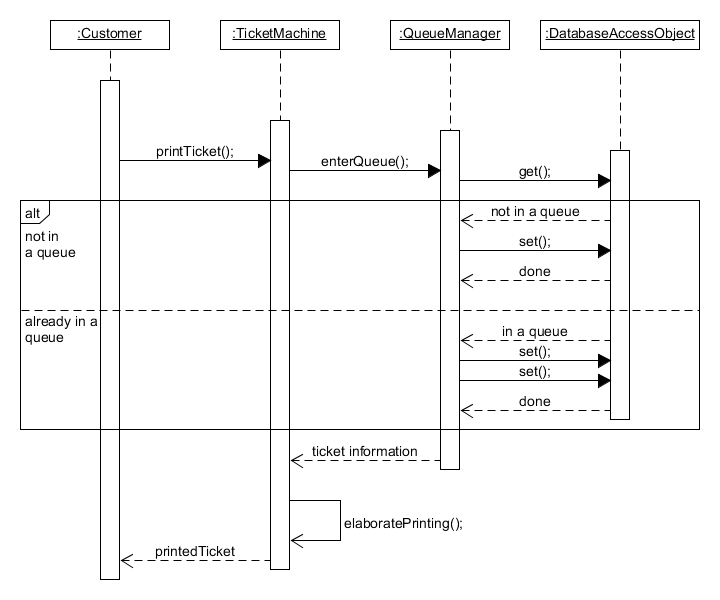 :Customer
:TicketMachine
:QueueManager
:DatabaseAccessObject
printTicket();
enterQueue();
get();
alt
not in a queue
not in
a queue
set();
done
already in a
queue
in a queue
set();
set();
done
ticket information
elaboratePrinting();
printedTicket